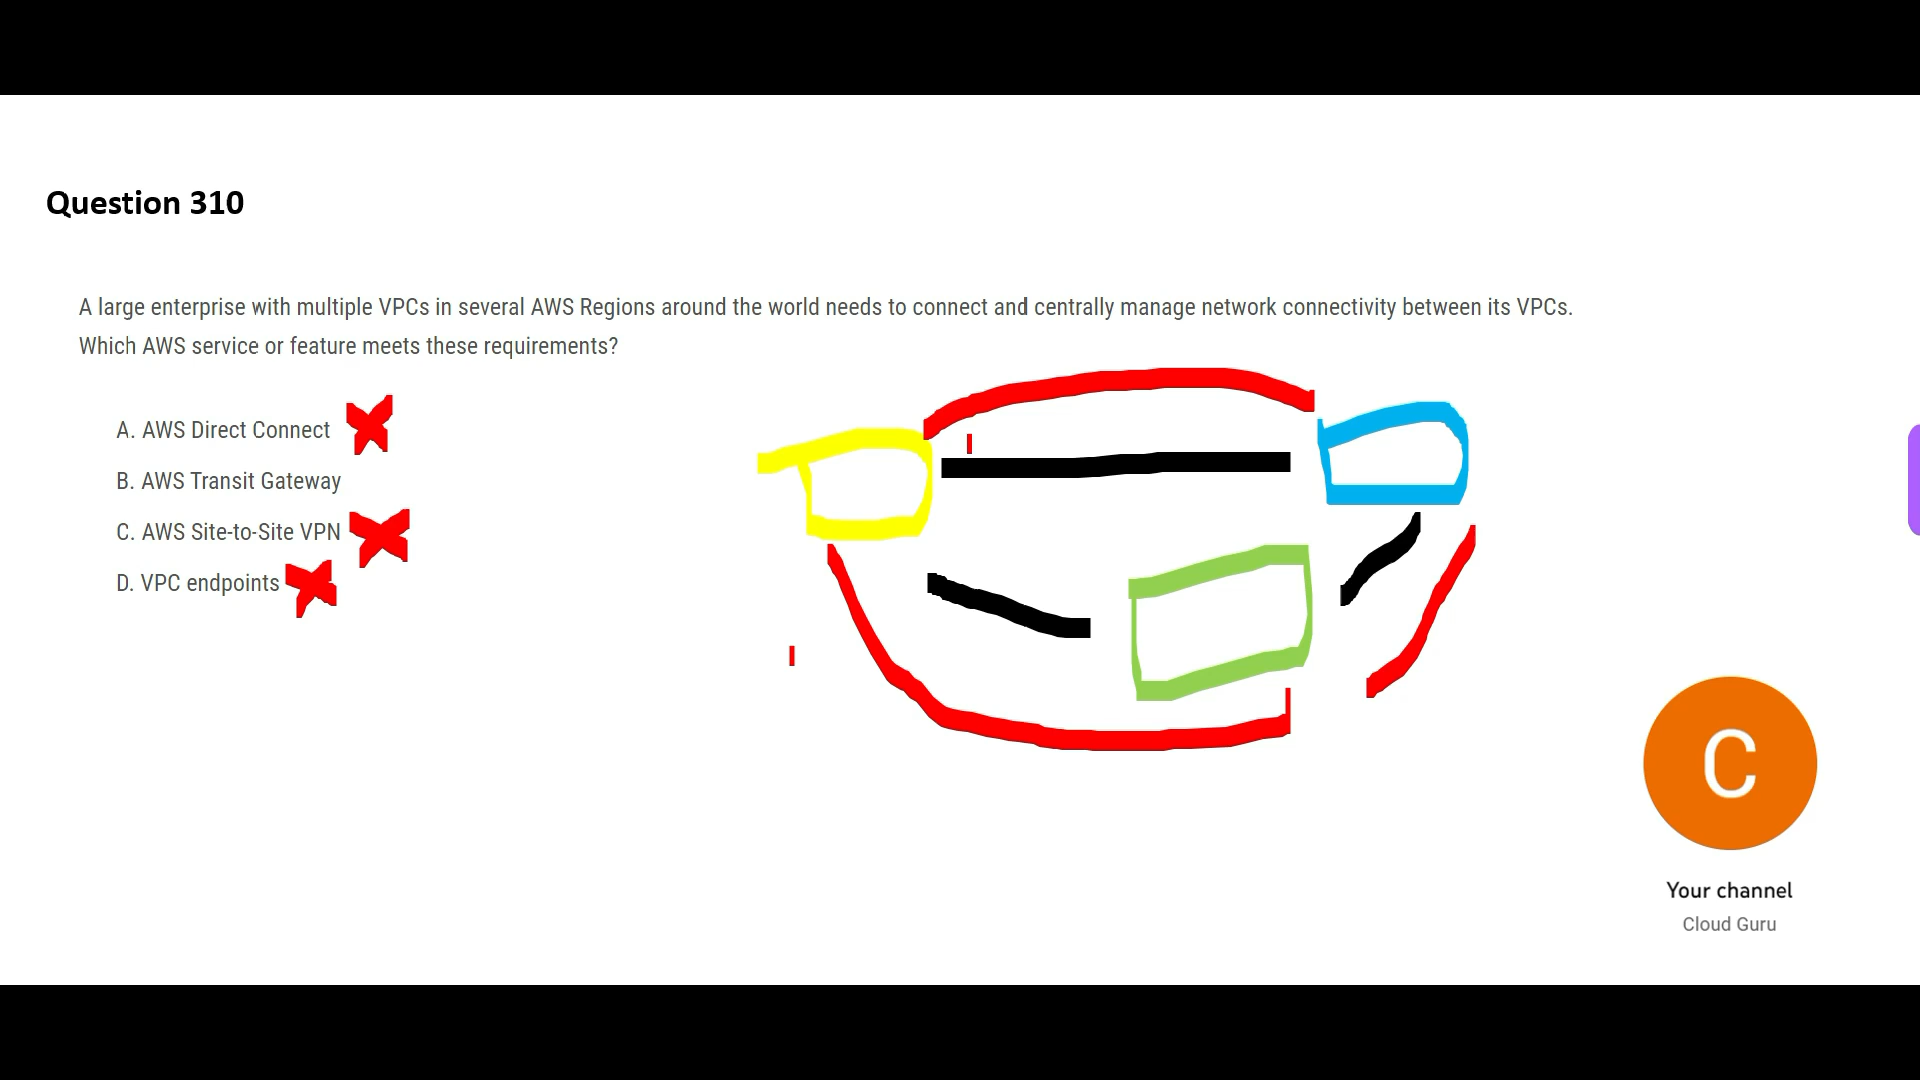 Question 310
A large enterprise with multiple VPCs in several AWS Regions around the world needs to connect and centrally manage network connectivity between its VPCs.
Which AWS service or feature meets these requirements?
A. AWS Direct Connect
B. AWS Transit Gateway
C. AWS Site-to-Site VPN
D. VPC endpoints
C
Your channel
Cloud Guru